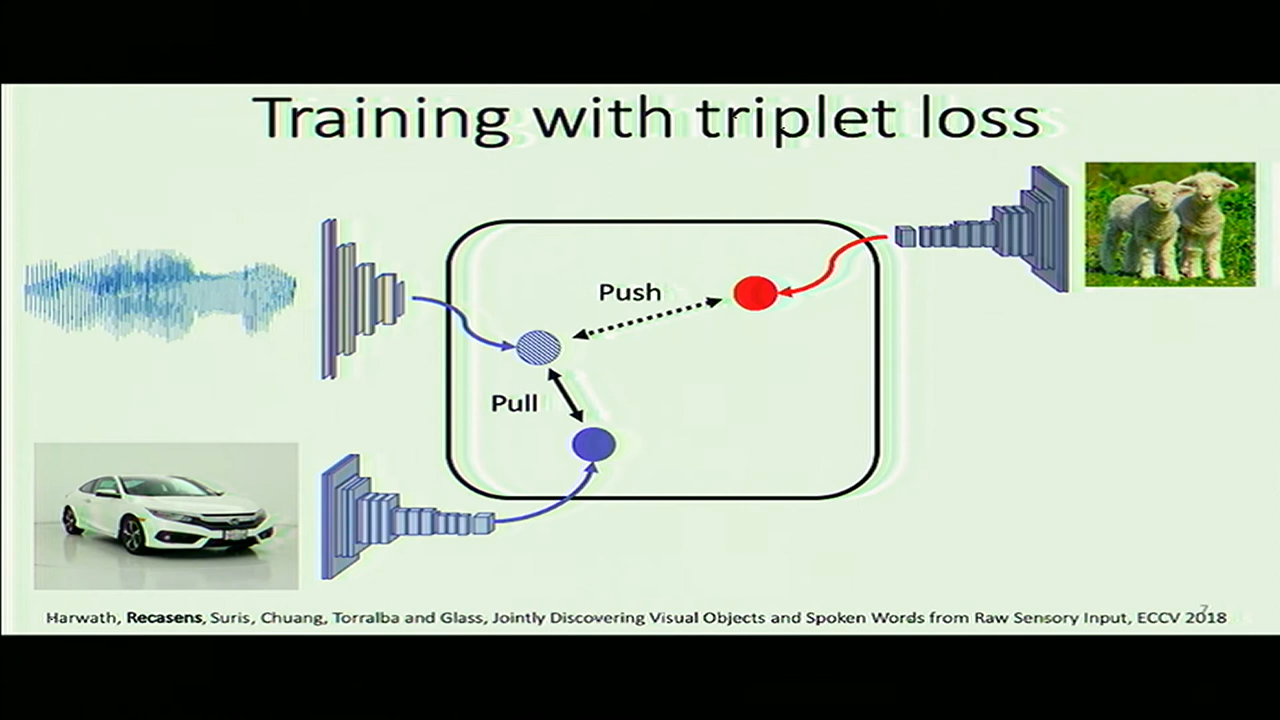 Training with triplet loss
Push
Pull
Harwath, Recasens, Suris, Chuang, Torralba and Glass, Jointly Discovering Visual Objects and Spoken Words from Raw Sensory Input, ECCV 2018
7